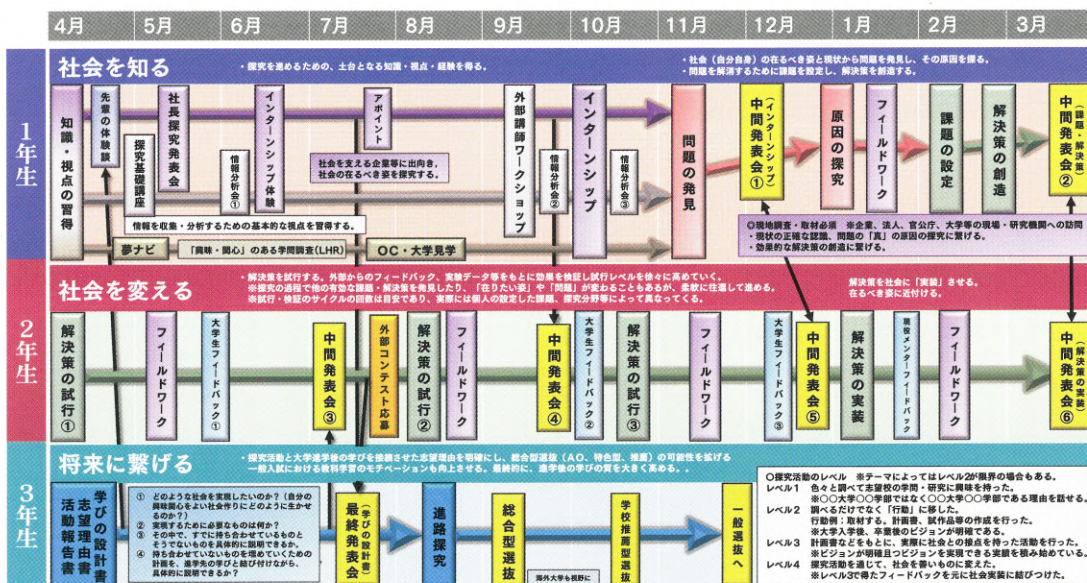 4月 5月 6月 7月 8月 9月 10月 11月 12月 1月 2月 3月
1年生
社会を知る
・探究を進めるための、土台となる知識・視点・経験を得る。
・社会（自分自身）の在るべき姿と現状から問題を発見し、その原因を探る。
・問題を解消するために課題を設定し、解決策を創造する。
知識・視点の習得
先輩の体験談
探究基礎講座
社長探究発表会
情報分析会①
インターンシップ体験
アポイント
社会を支える企業等に出向き、
社会の在るべき姿を探究する。
外部講師ワークショップ
情報分析会②
インターンシップ
情報分析会③
問題の発見
中間発表会①
（インターンシップ）
原因の探究
フィールドワーク
課題の設定
解決策の創造
中間発表会②
（課題・解決策）
情報を収集・分析するための基本的な視点を習得する。
夢ナビ
「興味・関心」のある学問調査(LHR)
OC・大学見学
◎現地調査・取材必須　※企業、法人、官公庁、大学等の現場・研究機関への訪問
・現状の正確な認識、問題の「真」の原因の探究に繋げる。
・効果的な解決策の創造に繋げる。
2年生
社会を変える
・解決策を試行する。外部からのフィードバック、実験データ等をもとに効果を検証し試行レベルを徐々に高めていく。
※探究の過程で他の有効な課題・解決策を発見したり、「在りたい姿」や「問題」が変わることもあるが、柔軟に往還して進める。
※試行・検証のサイクルの回数は目安であり、実際には個人の設定した課題、探究分野等によって異なってくる。
解決策を社会に「実装」させる。
在るべき姿に近付ける。
解決策の試行①
フィールドワーク
大学生フィードバック①
中間発表会③
外部コンテスト応募
解決策の試行②
フィールドワーク
中間発表会④
大学生フィードバック②
解決策の試行③
フィールドワーク
大学生フィードバック③
中間発表会⑤
解決策の実装
現役メンターフィードバック
フィールドワーク
中間発表会⑥
（解決策の実装）
3年生
将来に繋げる
・探究活動と大学進学後の学びを接続させた志望理由を明確にし、総合型選抜（AO、特色型、推薦）の可能性を拡げる
一般入試における教科学習のモチベーションも向上させる。最終的に、進学後の学びの質を大きく高める。。
学びの設計書
志望理由書
活動報告書
① どのような社会を実現したいのか？（自分の
興味関心をよい社会作りにどのように生かせ
るのか？）
② 実現するために必要なものは何か？
③ その中で、すでに持ち合わせているものと
そうでないものを具体的に説明できるか。
④ 持ち合わせていないものを埋めていくための
計画を、進学先の学びと結び付けながら、
具体的に説明できるか？
最終発表会
（学びの設計書）
進路探究
総合型選抜
海外大学も視野に
学校推薦型選抜
一般選抜へ
○探究活動のレベル　※テーマによってはレベル2が限界の場合もある。
レベル1　色々と調べて志望校の学問・研究に興味を持った。
※○○大学○○学部ではなく○○大学○○学部である理由を話せる。
レベル2　調べるだけでなく「行動」に移した。
行動例：取材する。計画書、試作品等の作成を行った。
※大学入学後、卒業後のビジョンが明確である。
レベル3　計画書などをもとに、実際に社会との接点を持った活動を行った。
※ビジョンが明確且つビジョンを実現できる実績を積み始めている。
レベル4　探究活動を通じて、社会を善いものに変えた。
※レベル3で得たフィードバックを元に社会実装に結びつけた。